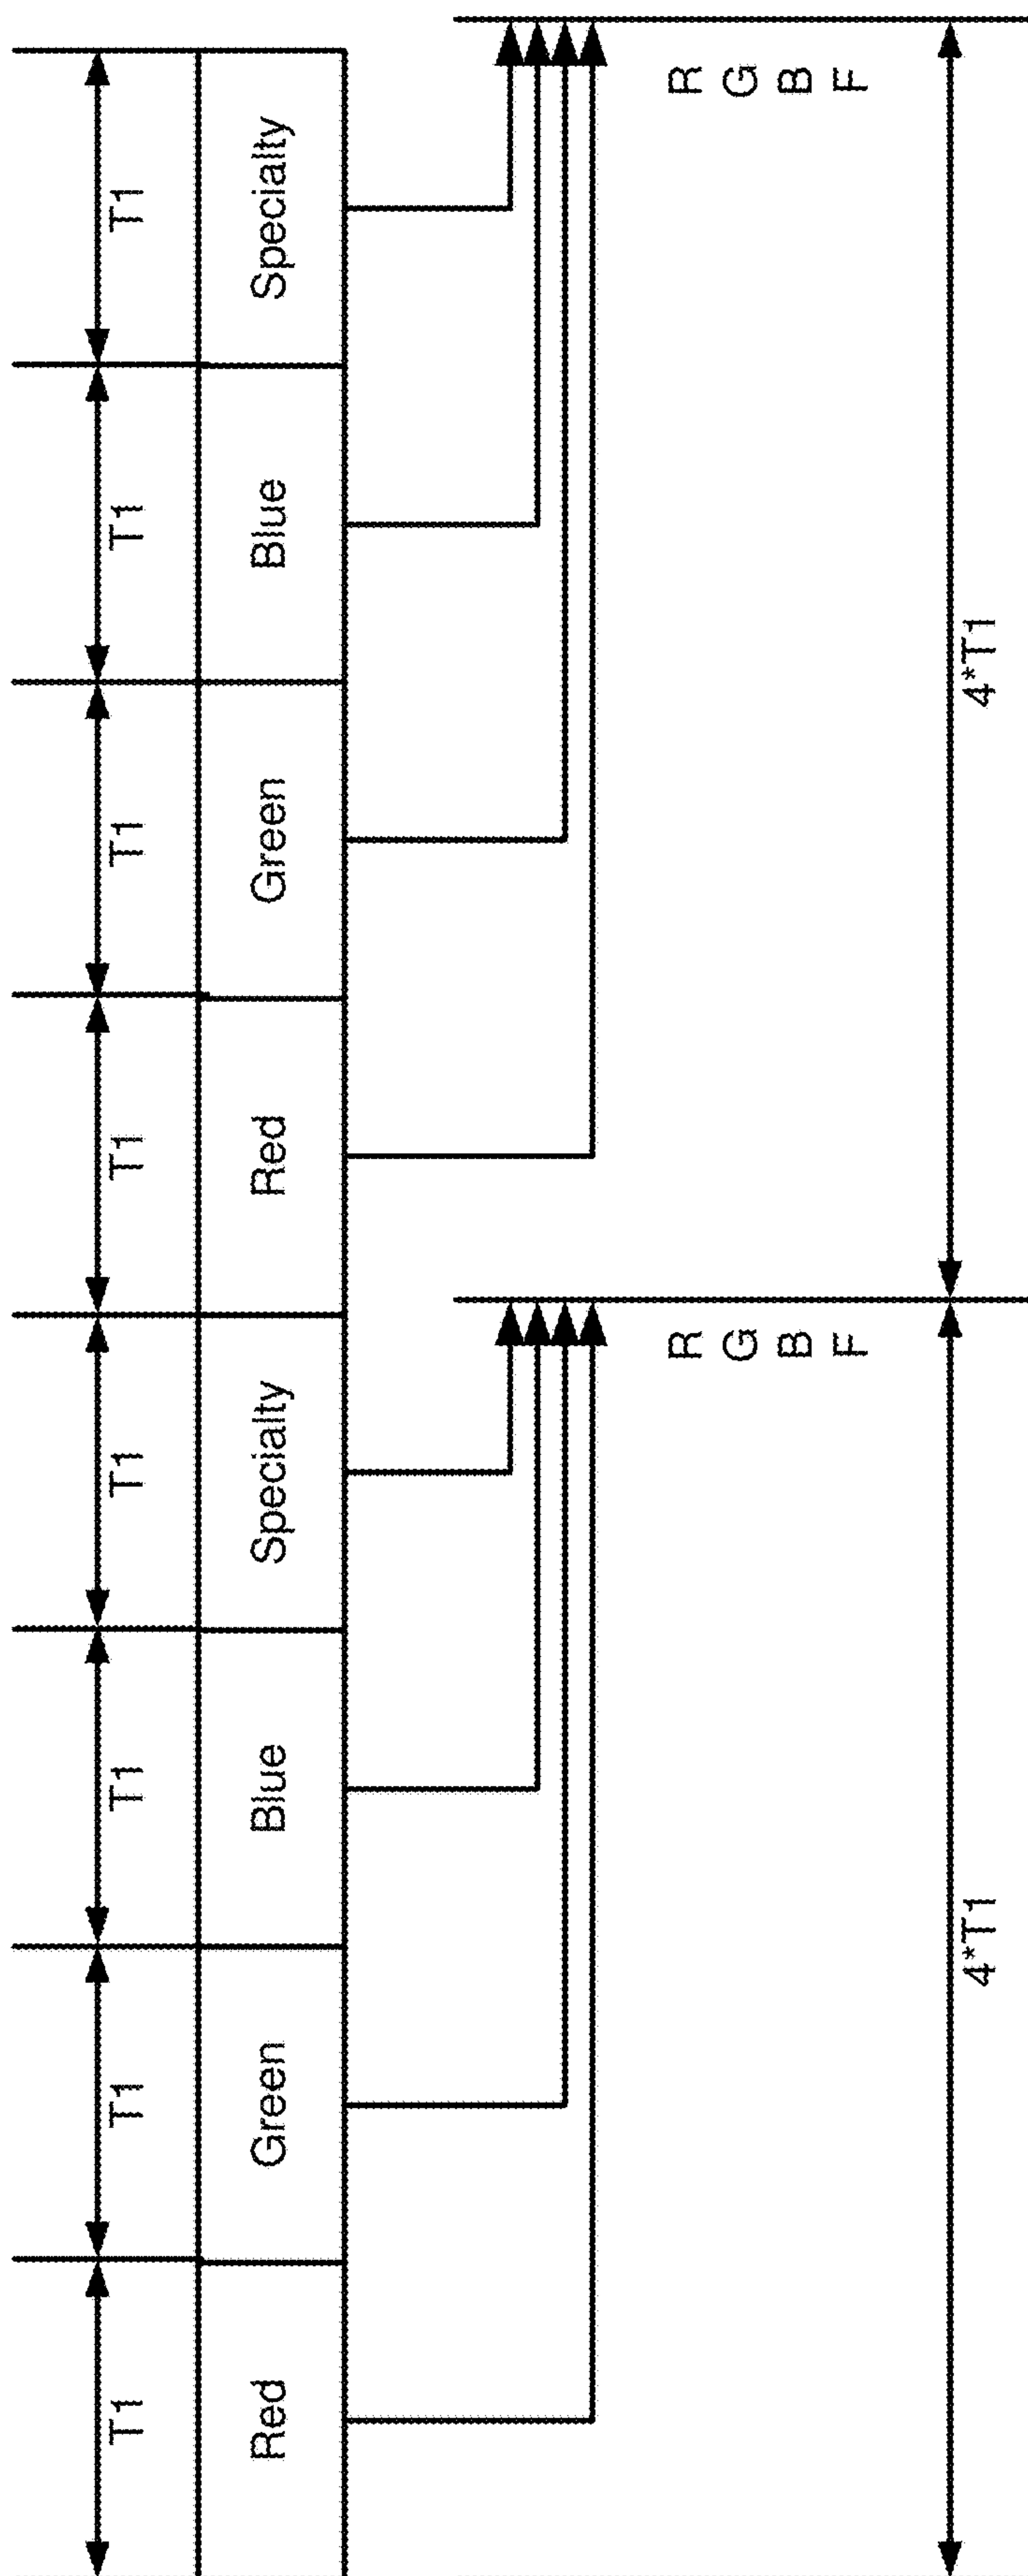 T1 T1 T1 T1 T1 T1 T1 T1
Red Green Blue Specialty Red Green Blue Specialty
R R
G G
B B
F F
4*T1 4*T1